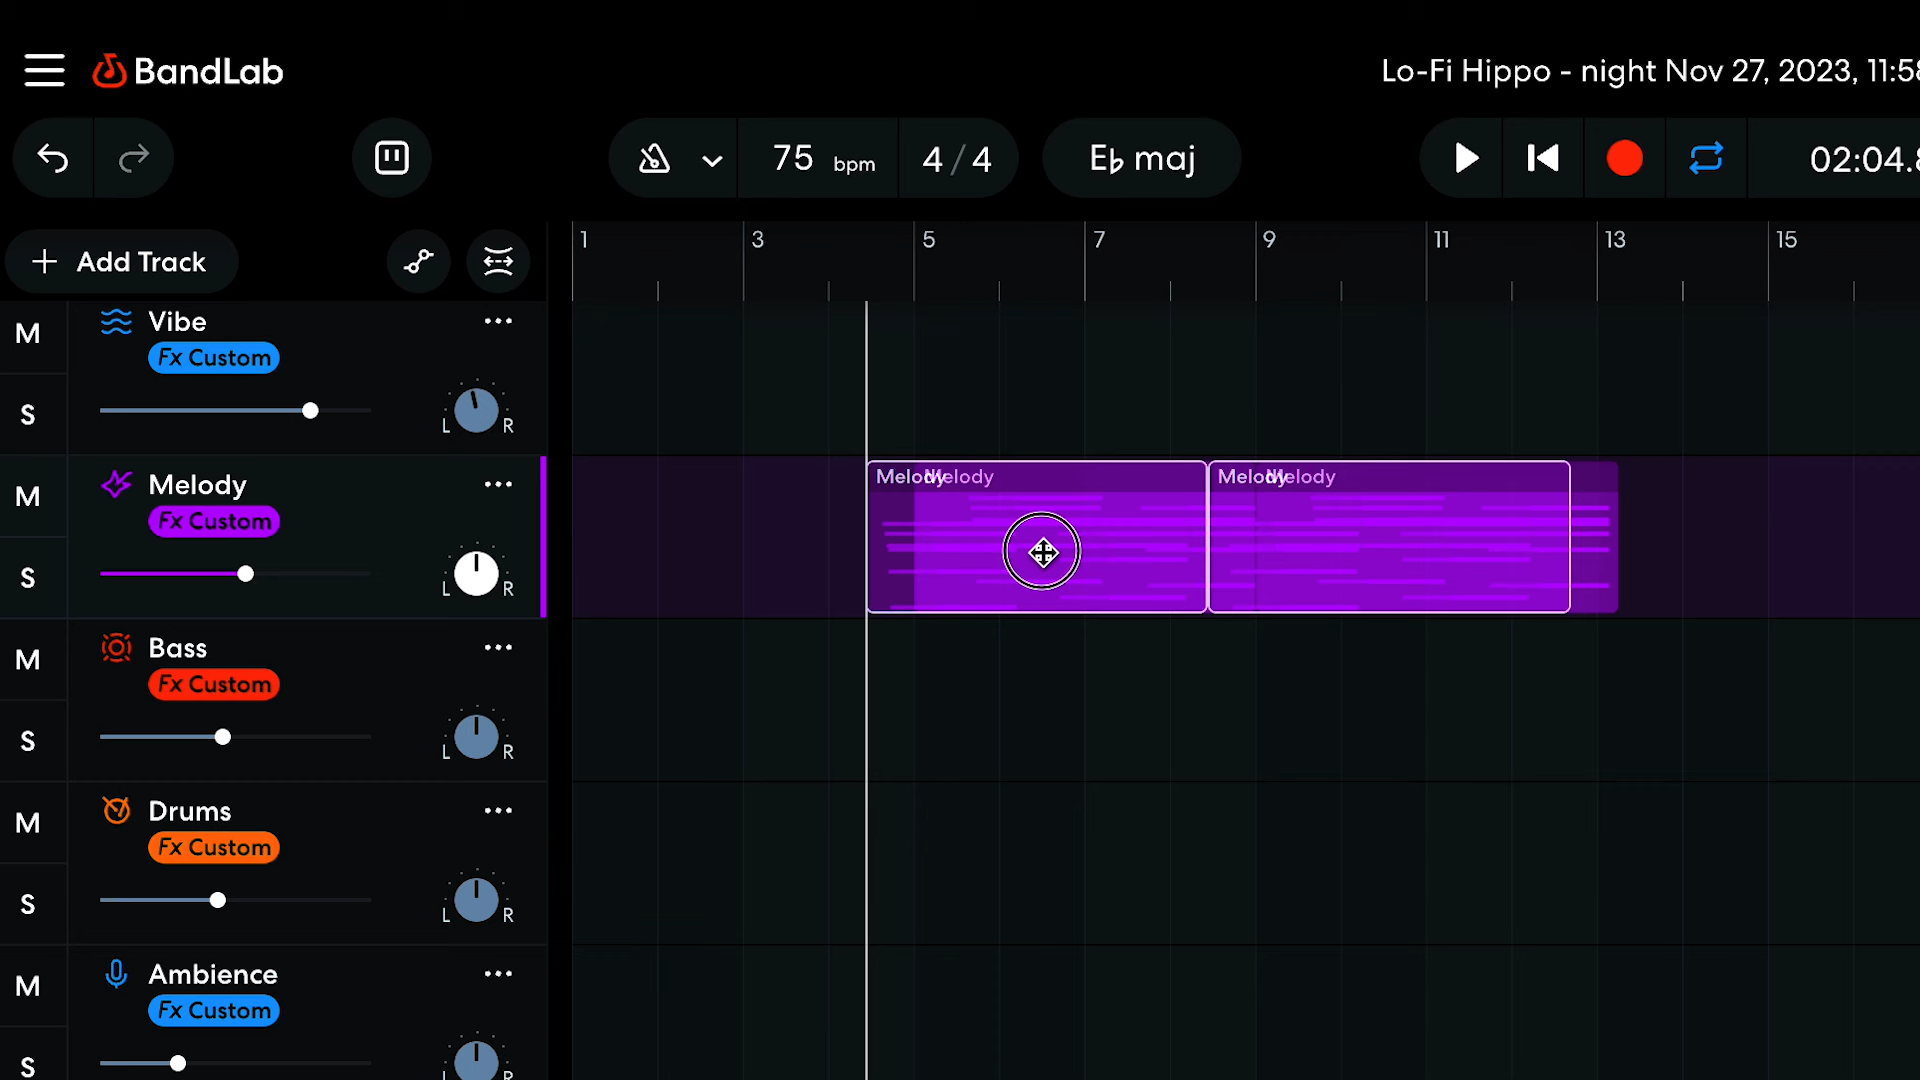 BandLab
Lo-Fi Hippo - night Nov 27, 2023, 11:58
75 bpm
4/4
E♭ maj
02:04.8
+ Add Track
1 3 5 7 9 11 13 15
M
Vibe
Fx Custom
S
L R
M
Melody
Fx Custom
S
L R
Melody Melody Melody Melody
M
Bass
Fx Custom
S
L R
M
Drums
Fx Custom
S
L R
M
Ambience
Fx Custom
S
L R